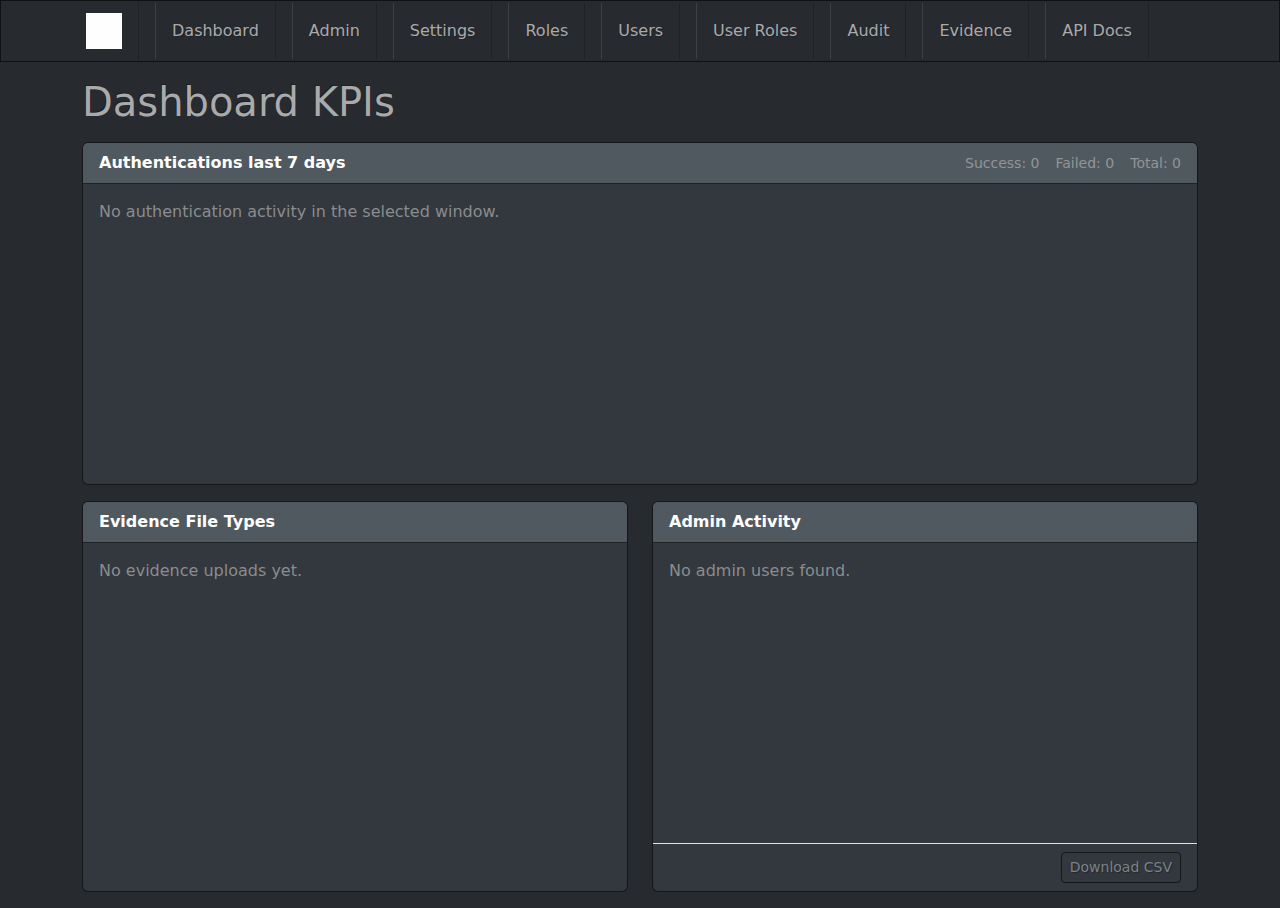 Dashboard Admin Settings Roles Users User Roles Audit Evidence API Docs
Dashboard KPIs
Authentications last 7 days Success: 0 Failed: 0 Total: 0
No authentication activity in the selected window.
Evidence File Types
No evidence uploads yet.
Admin Activity
No admin users found.
Download CSV